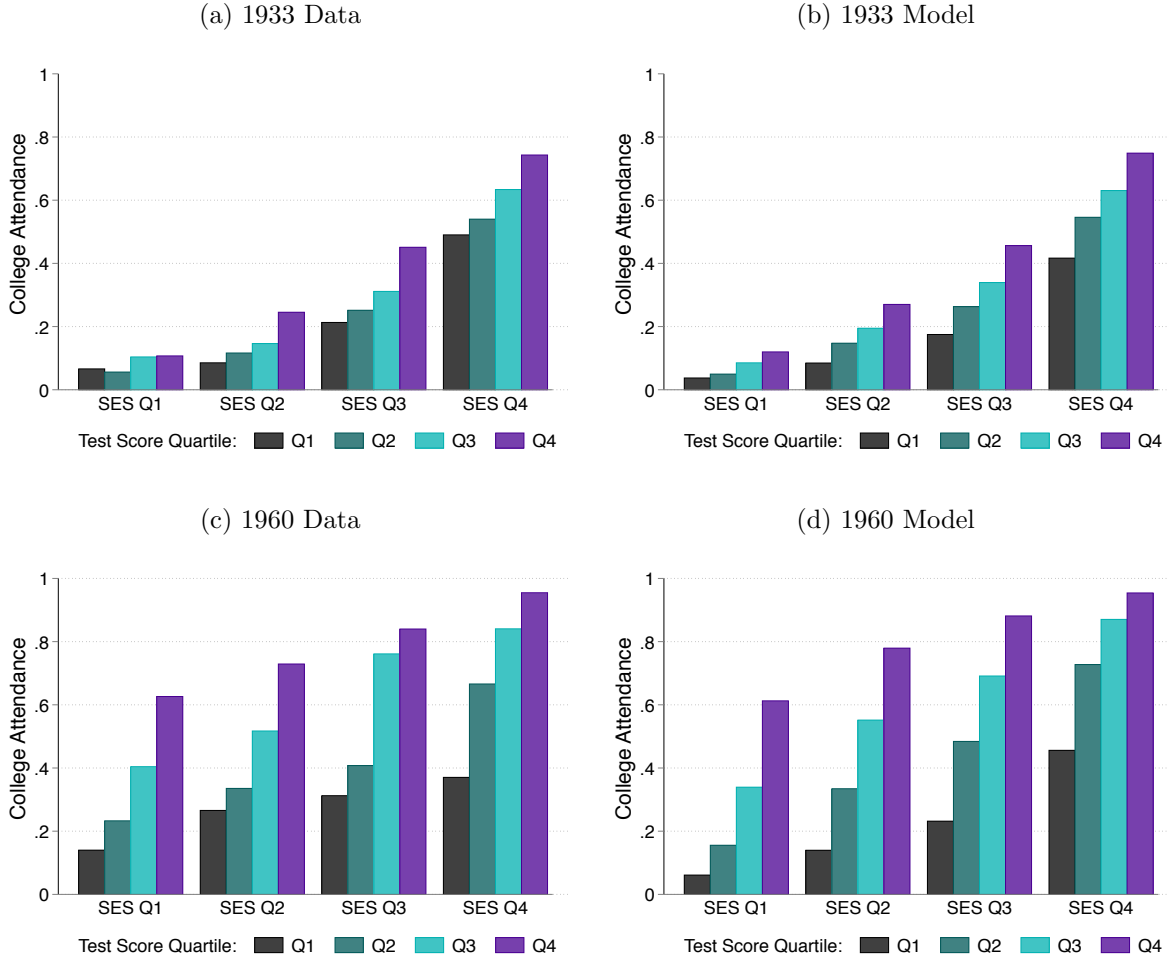 (a) 1933 Data
College Attendance
1
.8
.6
.4
.2
0
SES Q1 SES Q2 SES Q3 SES Q4
Test Score Quartile: Q1 Q2 Q3 Q4
(b) 1933 Model
College Attendance
1
.8
.6
.4
.2
0
SES Q1 SES Q2 SES Q3 SES Q4
Test Score Quartile: Q1 Q2 Q3 Q4
(c) 1960 Data
College Attendance
1
.8
.6
.4
.2
0
SES Q1 SES Q2 SES Q3 SES Q4
Test Score Quartile: Q1 Q2 Q3 Q4
(d) 1960 Model
College Attendance
1
.8
.6
.4
.2
0
SES Q1 SES Q2 SES Q3 SES Q4
Test Score Quartile: Q1 Q2 Q3 Q4